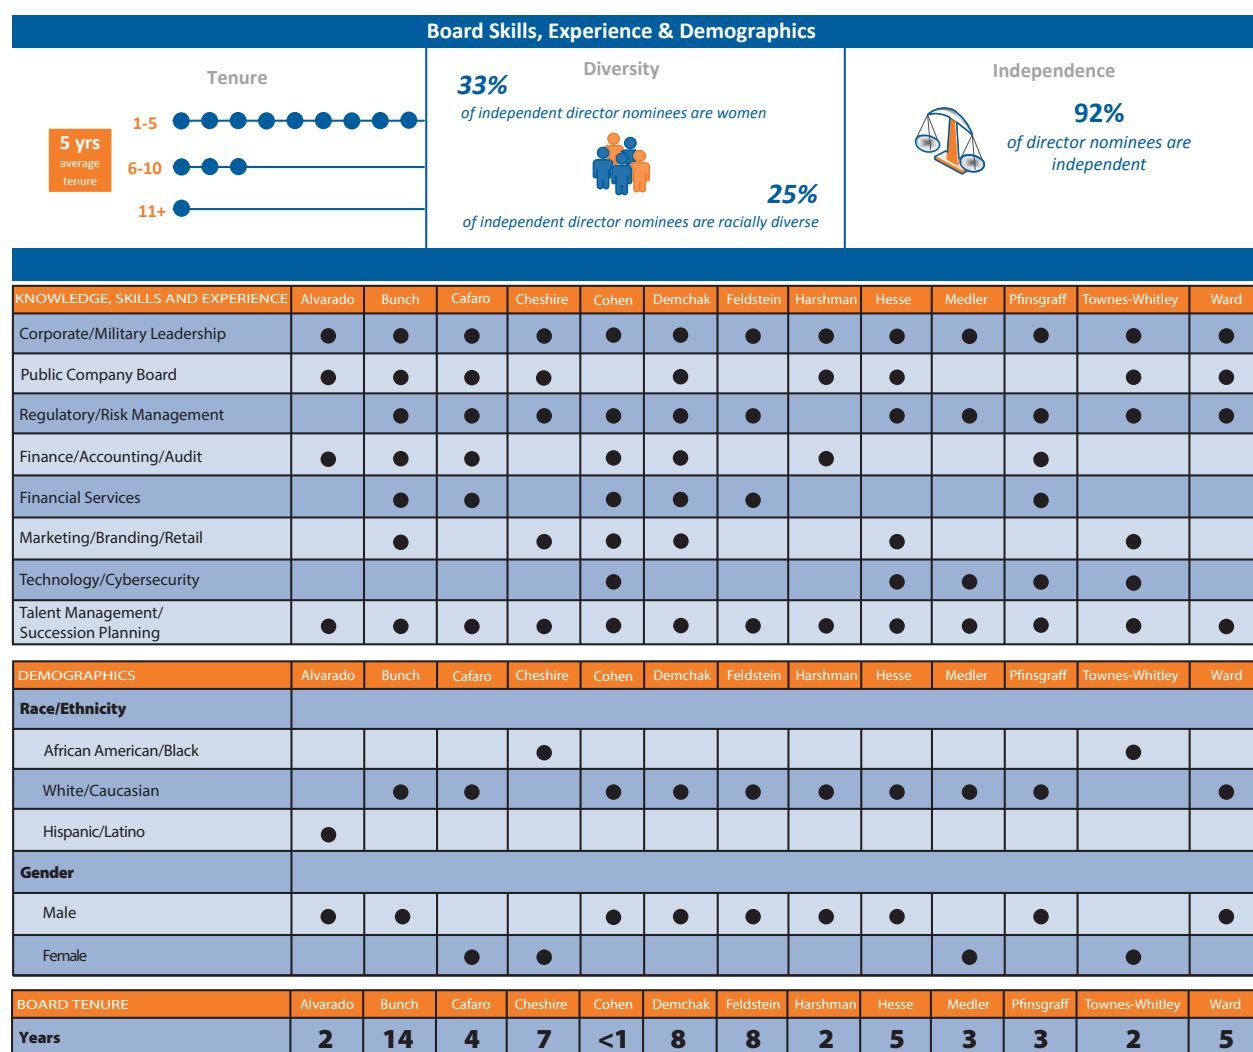 Board Skills, Experience & Demographics
Tenure
5 yrs
average
tenure
1-5
6-10
11+
Diversity
33%
of independent director nominees are women
25%
of independent director nominees are racially diverse
Independence
92%
of director nominees are
independent
KNOWLEDGE, SKILLS AND EXPERIENCE Alvarado Bunch Cafaro Cheshire Cohen Demchak Feldstein Harshman Hesse Medler Pfinsgraff Townes-Whitley Ward
Corporate/Military Leadership
Public Company Board
Regulatory/Risk Management
Finance/Accounting/Audit
Financial Services
Marketing/Branding/Retail
Technology/Cybersecurity
Talent Management/
Succession Planning
DEMOGRAPHICS Alvarado Bunch Cafaro Cheshire Cohen Demchak Feldstein Harshman Hesse Medler Pfinsgraff Townes-Whitley Ward
Race/Ethnicity
African American/Black
White/Caucasian
Hispanic/Latino
Gender
Male
Female
BOARD TENURE Alvarado Bunch Cafaro Cheshire Cohen Demchak Feldstein Harshman Hesse Medler Pfinsgraff Townes-Whitley Ward
Years 2 14 4 7 <1 8 8 2 5 3 3 2 5